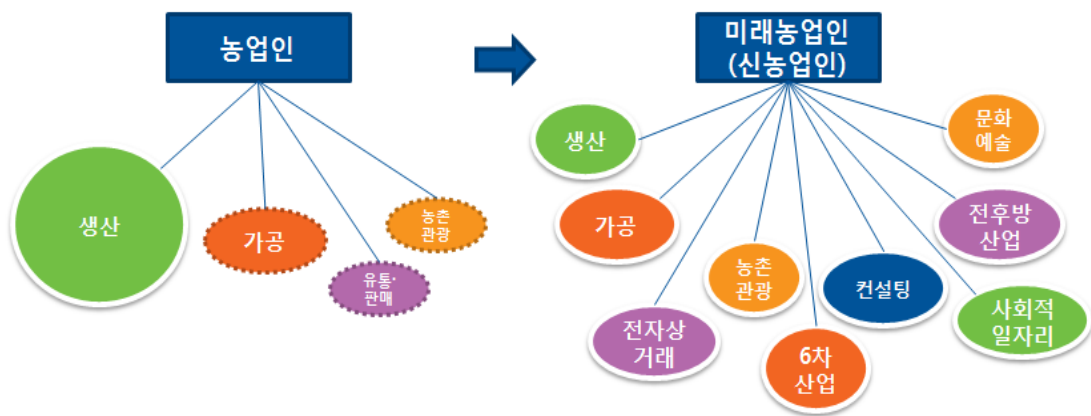 농업인
생산
가공
유통·
판매
농촌
관광
미래농업인
(신농업인)
생산
가공
전자상
거래
농촌
관광
6차
산업
컨설팅
사회적
일자리
전후방
산업
문화
예술